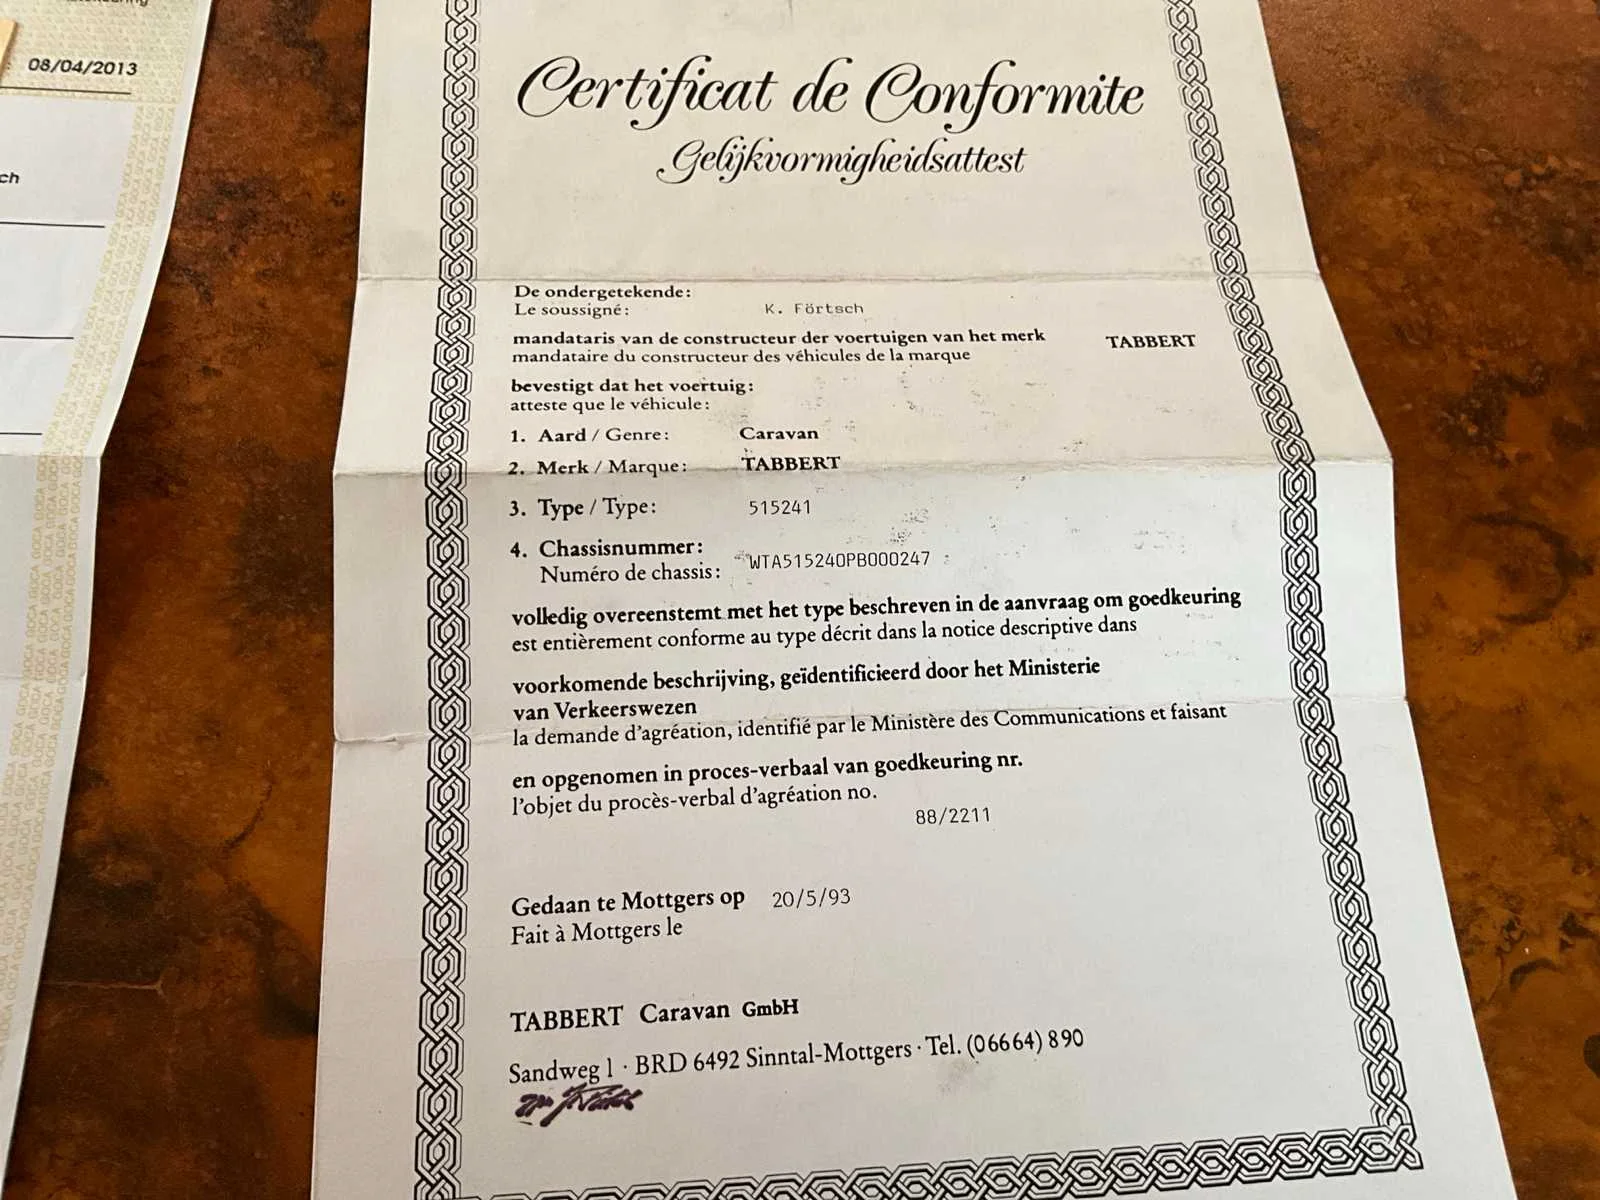 08/04/2013
ch
Certificat de Conformite
Gelijkvormigheidsattest
De ondergetekende:
Le soussigné: K. Förtsch
mandataris van de constructeur der voertuigen van het merk TABBERT
mandataire du constructeur des véhicules de la marque
bevestigt dat het voertuig:
atteste que le véhicule:
1. Aard / Genre: Caravan
2. Merk / Marque: TABBERT
3. Type / Type: 515241
4. Chassisnummer:
Numéro de chassis: WTA515240PB000247
volledig overeenstemt met het type beschreven in de aanvraag om goedkeuring
est entièrement conforme au type décrit dans la notice descriptive dans
voorkomende beschrijving, geïdentificieerd door het Ministerie
van Verkeerswezen
la demande d'agréation, identifié par le Ministère des Communications et faisant
en opgenomen in proces-verbaal van goedkeuring nr.
l'objet du procès-verbal d'agréation no.
88/2211
Gedaan te Mottgers op 20/5/93
Fait à Mottgers le
TABBERT Caravan GmbH
Sandweg 1 · BRD 6492 Sinntal-Mottgers · Tel. (06664) 890